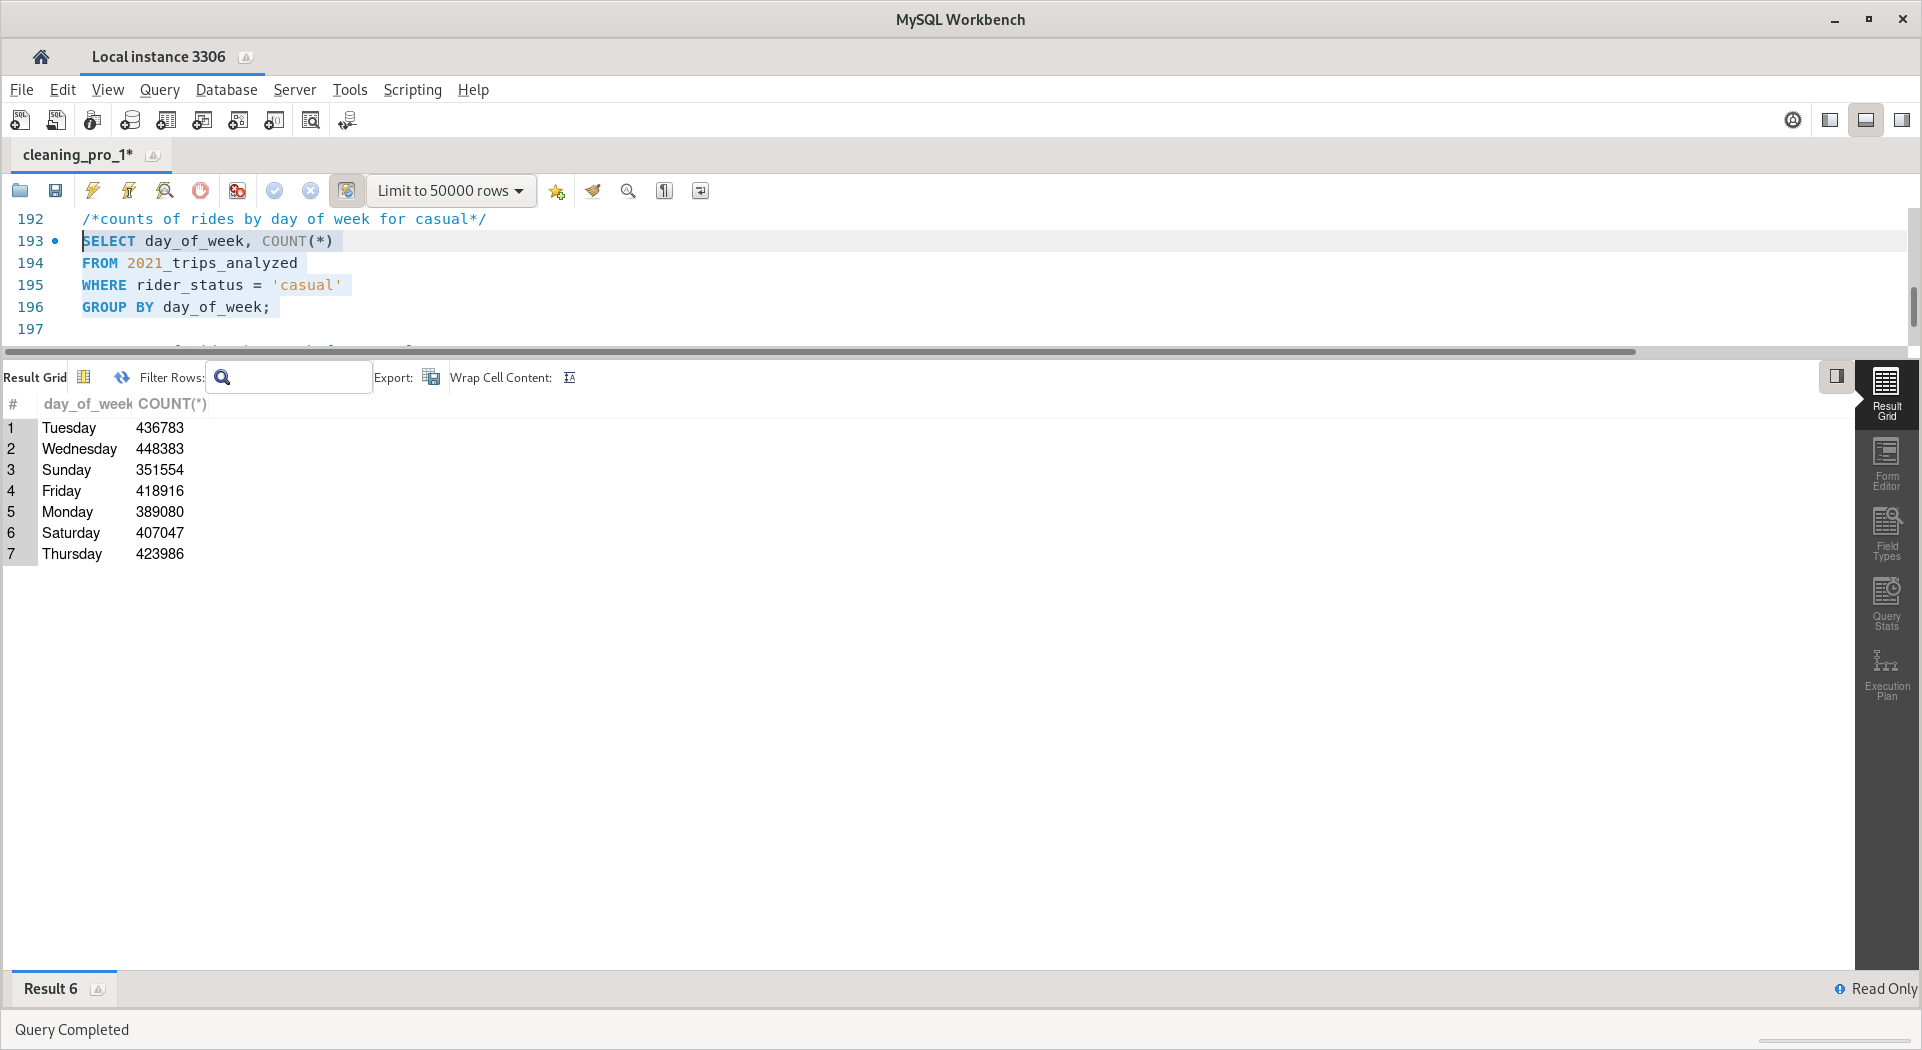 MySQL Workbench
Local instance 3306
File Edit View Query Database Server Tools Scripting Help
cleaning_pro_1*
Limit to 50000 rows
192 /*counts of rides by day of week for casual*/
193 SELECT day_of_week, COUNT(*)
194 FROM 2021_trips_analyzed
195 WHERE rider_status = 'casual'
196 GROUP BY day_of_week;
197
Result Grid Filter Rows: Export: Wrap Cell Content:
# day_of_week COUNT(*)
1 Tuesday 436783
2 Wednesday 448383
3 Sunday 351554
4 Friday 418916
5 Monday 389080
6 Saturday 407047
7 Thursday 423986
Result
Grid
Form
Editor
Field
Types
Query
Stats
Execution
Plan
Result 6
Read Only
Query Completed